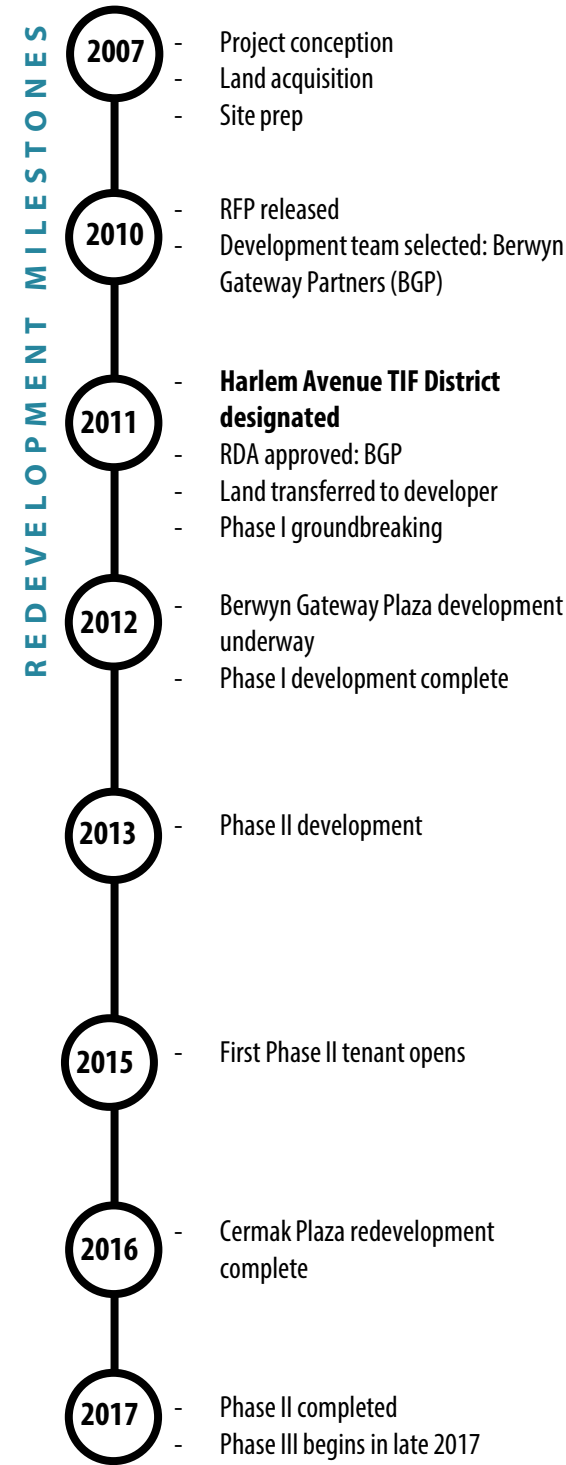 REDEVELOPMENT MILESTONES
2007
- Project conception
- Land acquisition
- Site prep
2010
- RFP released
- Development team selected: Berwyn
Gateway Partners (BGP)
2011
- Harlem Avenue TIF District
designated
- RDA approved: BGP
- Land transferred to developer
- Phase I groundbreaking
2012
- Berwyn Gateway Plaza development
underway
- Phase I development complete
2013
- Phase II development
2015
- First Phase II tenant opens
2016
- Cermak Plaza redevelopment
complete
2017
- Phase II completed
- Phase III begins in late 2017